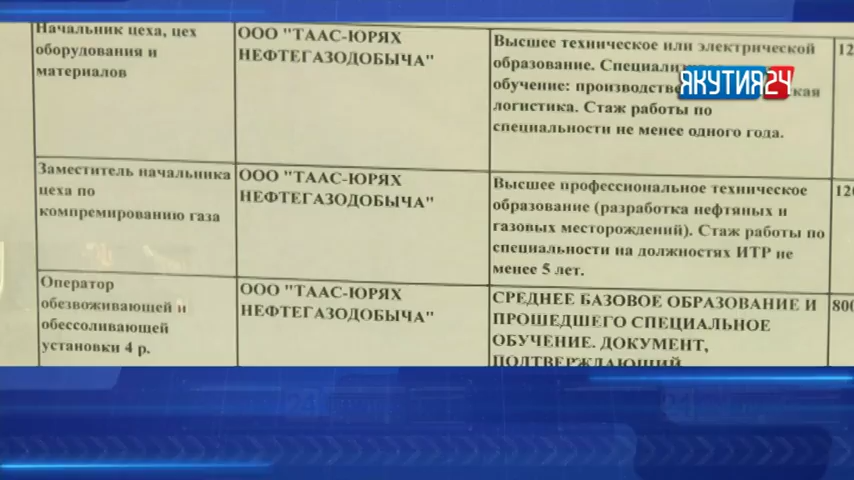 Начальник цеха, цех
оборудования и
материалов
ООО "ТААС-ЮРЯХ
НЕФТЕГАЗОДОБЫЧА"
Высшее техническое или электрической
образование.
обучение:
логистика. Стаж работы по
специальности не менее одного года.
ЯКУТИЯ24
Заместитель начальника
цеха по
компремированию газа
ООО "ТААС-ЮРЯХ
НЕФТЕГАЗОДОБЫЧА"
Высшее профессиональное техническое
образование (разработка нефтяных и
газовых месторождений). Стаж работы по
специальности на должностях ИТР не
менее 5 лет.
Оператор
обезвоживающей и
обессоливающей
установки 4 р.
ООО "ТААС-ЮРЯХ
НЕФТЕГАЗОДОБЫЧА"
СРЕДНЕЕ БАЗОВОЕ ОБРАЗОВАНИЕ И
ПРОШЕДШЕГО СПЕЦИАЛЬНОЕ
ОБУЧЕНИЕ. ДОКУМЕНТ,
ПОДТВЕРЖДАЮЩИЙ